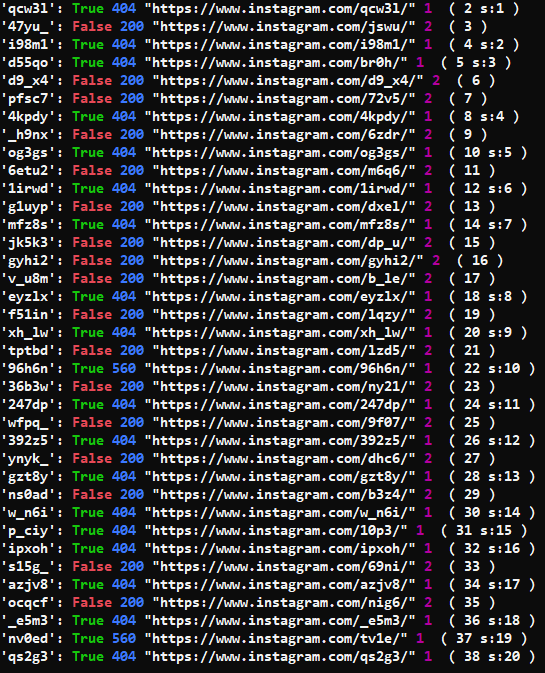 'qcw3l': True 404 "https://www.instagram.com/qcw3l/" 1 ( 2 s:1 )
'47yu_': False 200 "https://www.instagram.com/jswu/" 2 ( 3 )
'i98ml': True 404 "https://www.instagram.com/i98ml/" 1 ( 4 s:2 )
'd55qo': True 404 "https://www.instagram.com/br0h/" 1 ( 5 s:3 )
'd9_x4': False 200 "https://www.instagram.com/d9_x4/" 2 ( 6 )
'pfsc7': False 200 "https://www.instagram.com/72v5/" 2 ( 7 )
'4kpdy': True 404 "https://www.instagram.com/4kpdy/" 1 ( 8 s:4 )
'_h9nx': False 200 "https://www.instagram.com/6zdr/" 2 ( 9 )
'og3gs': True 404 "https://www.instagram.com/og3gs/" 1 ( 10 s:5 )
'6etu2': False 200 "https://www.instagram.com/m6q6/" 2 ( 11 )
'lirwd': True 404 "https://www.instagram.com/lirwd/" 1 ( 12 s:6 )
'gluyp': False 200 "https://www.instagram.com/dxel/" 2 ( 13 )
'mfz8s': True 404 "https://www.instagram.com/mfz8s/" 1 ( 14 s:7 )
'jk5k3': False 200 "https://www.instagram.com/dp_u/" 2 ( 15 )
'gyhi2': False 200 "https://www.instagram.com/gyhi2/" 2 ( 16 )
'v_u8m': False 200 "https://www.instagram.com/b_le/" 2 ( 17 )
'eyzlx': True 404 "https://www.instagram.com/eyzlx/" 1 ( 18 s:8 )
'f51in': False 200 "https://www.instagram.com/lqzy/" 2 ( 19 )
'xh_lw': True 404 "https://www.instagram.com/xh_lw/" 1 ( 20 s:9 )
'tptbd': False 200 "https://www.instagram.com/lzd5/" 2 ( 21 )
'96h6n': True 560 "https://www.instagram.com/96h6n/" 1 ( 22 s:10 )
'36b3w': False 200 "https://www.instagram.com/ny21/" 2 ( 23 )
'247dp': True 404 "https://www.instagram.com/247dp/" 1 ( 24 s:11 )
'wfpq_': False 200 "https://www.instagram.com/9f07/" 2 ( 25 )
'392z5': True 404 "https://www.instagram.com/392z5/" 1 ( 26 s:12 )
'ynyk_': False 200 "https://www.instagram.com/dhc6/" 2 ( 27 )
'gzt8y': True 404 "https://www.instagram.com/gzt8y/" 1 ( 28 s:13 )
'ns0ad': False 200 "https://www.instagram.com/b3z4/" 2 ( 29 )
'w_n6i': True 404 "https://www.instagram.com/w_n6i/" 1 ( 30 s:14 )
'p_ciy': True 404 "https://www.instagram.com/10p3/" 1 ( 31 s:15 )
'ipxoh': True 404 "https://www.instagram.com/ipxoh/" 1 ( 32 s:16 )
's15g_': False 200 "https://www.instagram.com/69ni/" 2 ( 33 )
'azjv8': True 404 "https://www.instagram.com/azjv8/" 1 ( 34 s:17 )
'ocqcf': False 200 "https://www.instagram.com/nig6/" 2 ( 35 )
'_e5m3': True 404 "https://www.instagram.com/_e5m3/" 1 ( 36 s:18 )
'nv0ed': True 560 "https://www.instagram.com/tvle/" 1 ( 37 s:19 )
'qs2g3': True 404 "https://www.instagram.com/qs2g3/" 1 ( 38 s:20 )